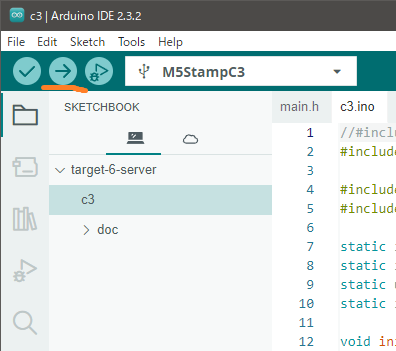 c3 | Arduino IDE 2.3.2
File Edit Sketch Tools Help
M5StampC3
SKETCHBOOK
target-6-server
c3
doc
main.h c3.ino
1 //#inclu
2 #include
3
4 #include
5 #include
6
7 static
8 static
9 static
10 static
11
12 void ini